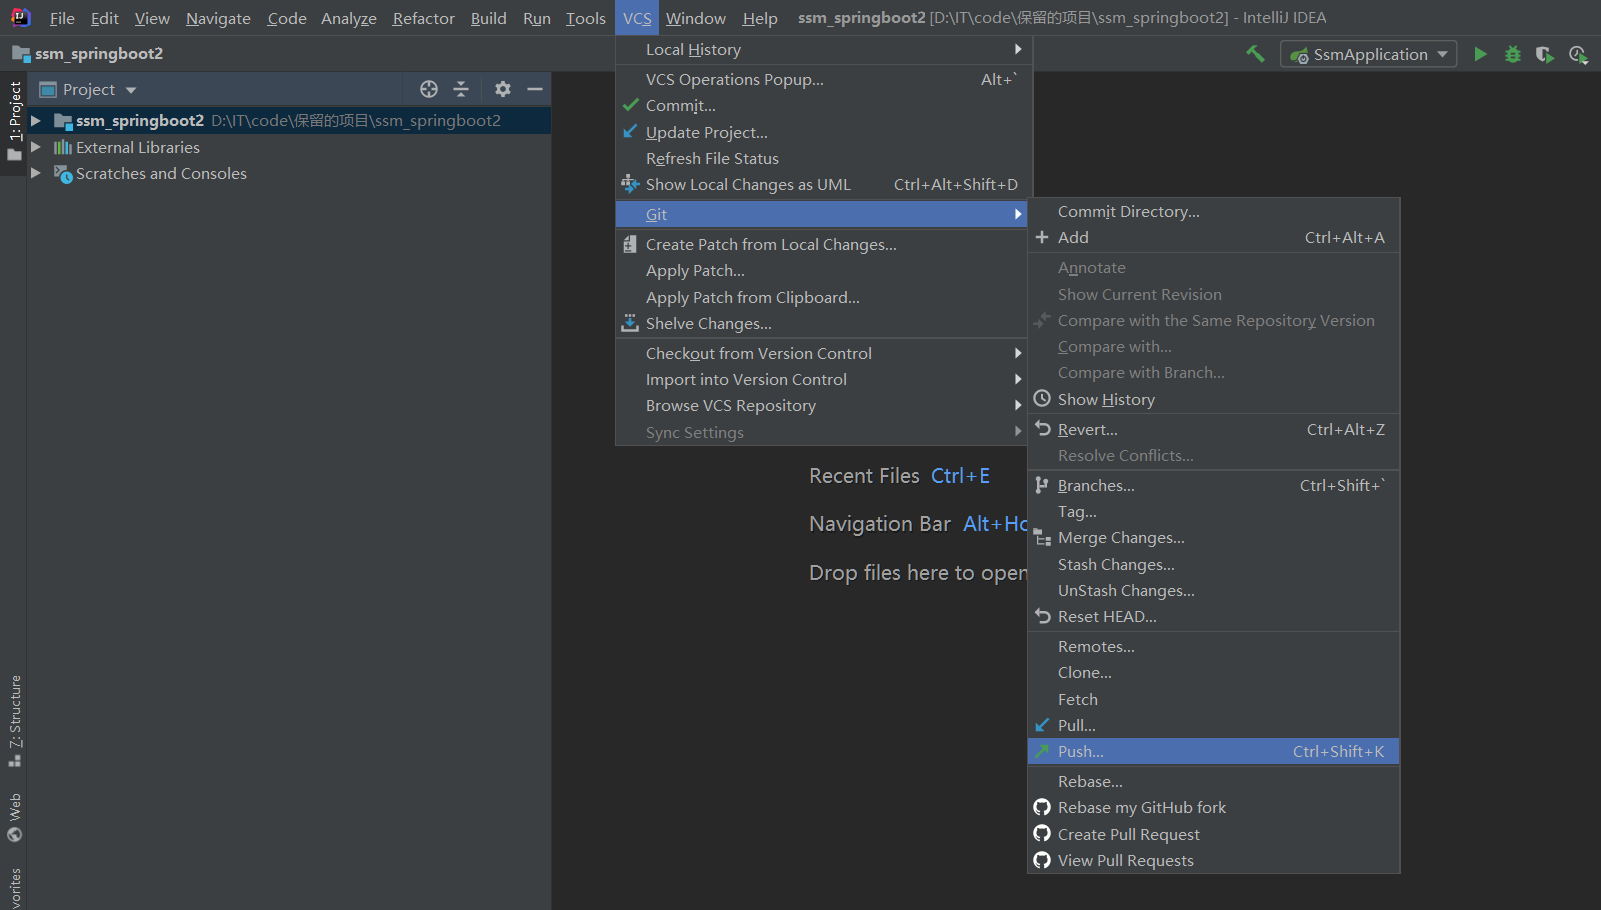 File Edit View Navigate Code Analyze Refactor Build Run Tools VCS Window Help ssm_springboot2 [D:\IT\code\保留的项目\ssm_springboot2] - IntelliJ IDEA
ssm_springboot2
SsmApplication
1: Project
Project
ssm_springboot2 D:\IT\code\保留的项目\ssm_springboot2
External Libraries
Scratches and Consoles
Local History
VCS Operations Popup... Alt+`
Commit...
Update Project...
Refresh File Status
Show Local Changes as UML Ctrl+Alt+Shift+D
Git
Create Patch from Local Changes...
Apply Patch...
Apply Patch from Clipboard...
Shelve Changes...
Checkout from Version Control
Import into Version Control
Browse VCS Repository
Sync Settings
Commit Directory...
Add Ctrl+Alt+A
Annotate
Show Current Revision
Compare with the Same Repository Version
Compare with...
Compare with Branch...
Show History
Revert... Ctrl+Alt+Z
Resolve Conflicts...
Branches... Ctrl+Shift+`
Tag...
Merge Changes...
Stash Changes...
UnStash Changes...
Reset HEAD...
Remotes...
Clone...
Fetch
Pull...
Push... Ctrl+Shift+K
Rebase...
Rebase my GitHub fork
Create Pull Request
View Pull Requests
Recent Files Ctrl+E
Navigation Bar Alt+Ho
Drop files here to open
7: Structure
Web
vorites